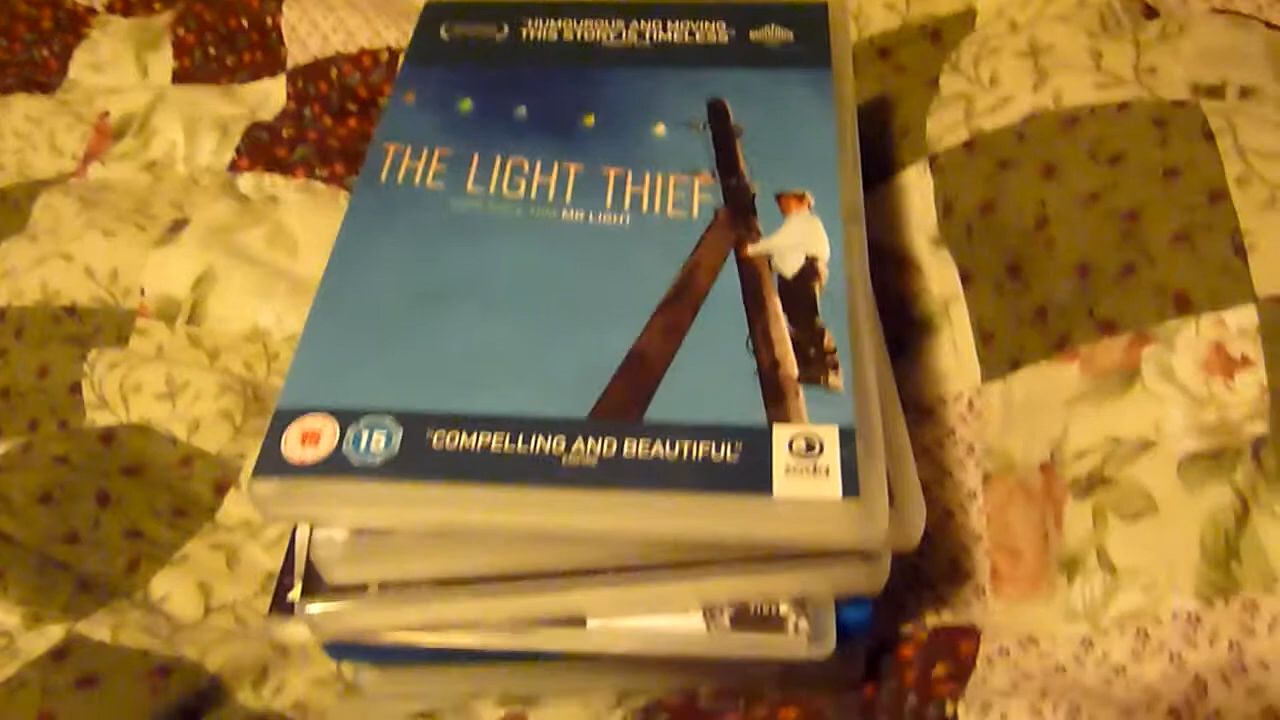 "HUMOUROUS AND MOVING...
THIS STORY IS TIMELESS"
THE LIGHT THIEF
MR LIGHT
15
"COMPELLING AND BEAUTIFUL"